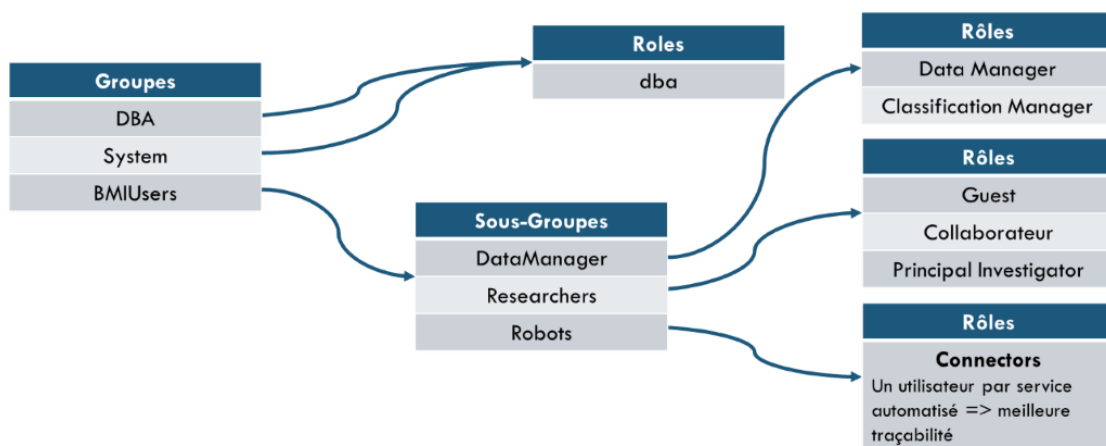 Groupes
DBA
System
BMIUsers
Roles
dba
Sous-Groupes
DataManager
Researchers
Robots
Rôles
Data Manager
Classification Manager
Rôles
Guest
Collaborateur
Principal Investigator
Rôles
Connectors
Un utilisateur par service
automatisé => meilleure
traçabilité